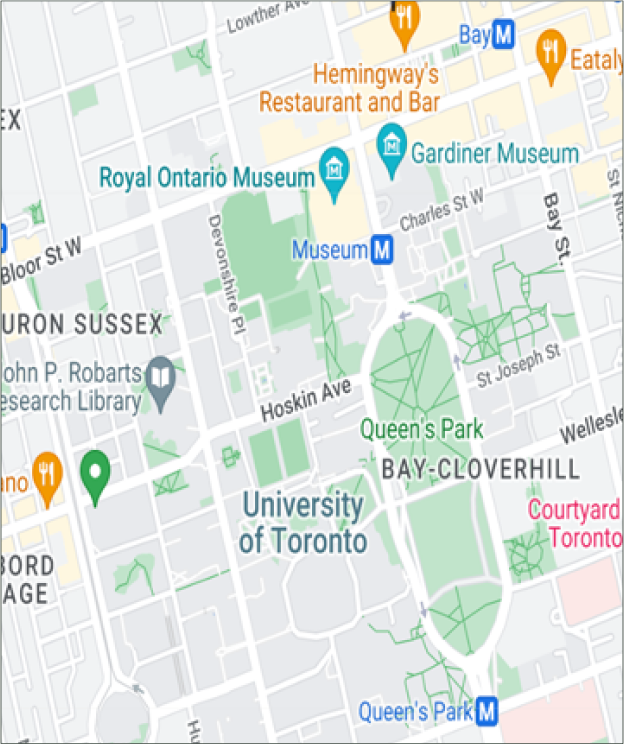 Lowther Ave
Bay M
Hemingway's
Restaurant and Bar
Eataly
EX
Gardiner Museum
Royal Ontario Museum
St Nich
Charles St W
Bay St.
Devonshire Pl
Museum M
Bloor St W
URON SUSSEX
ohn P. Robarts
esearch Library
St Joseph St
Hoskin Ave
Queen's Park
Wellesle
BAY-CLOVERHILL
ano
University
of Toronto
Courtyard
Toronto
BORD
AGE
Queen's Park M
Hu